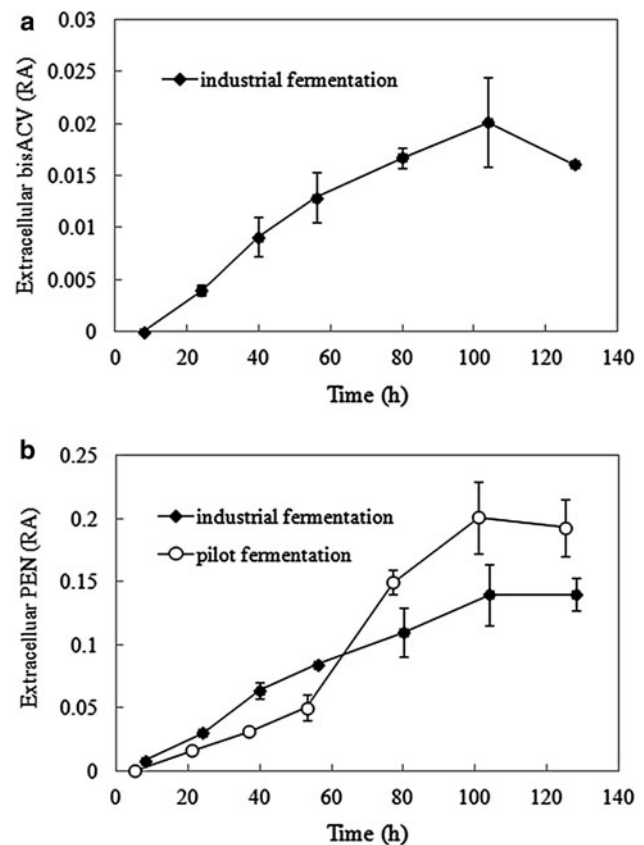 a
0.03
0.025
0.02
0.015
0.01
0.005
0
industrial fermentation
Extracellular bisACV (RA)
0 20 40 60 80 100 120 140
Time (h)
b
0.25
0.2
0.15
0.1
0.05
0
industrial fermentation
pilot fermentation
Extracelluar PEN (RA)
0 20 40 60 80 100 120 140
Time (h)